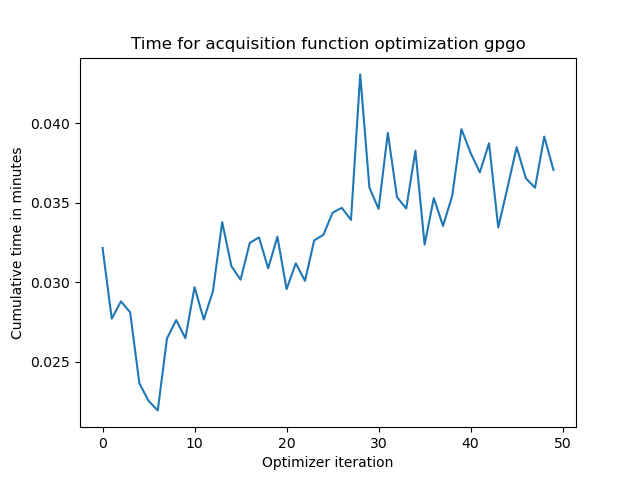 Time for acquisition function optimization gpgo
0.040
0.035
0.030
0.025
Cumulative time in minutes
0 10 20 30 40 50
Optimizer iteration